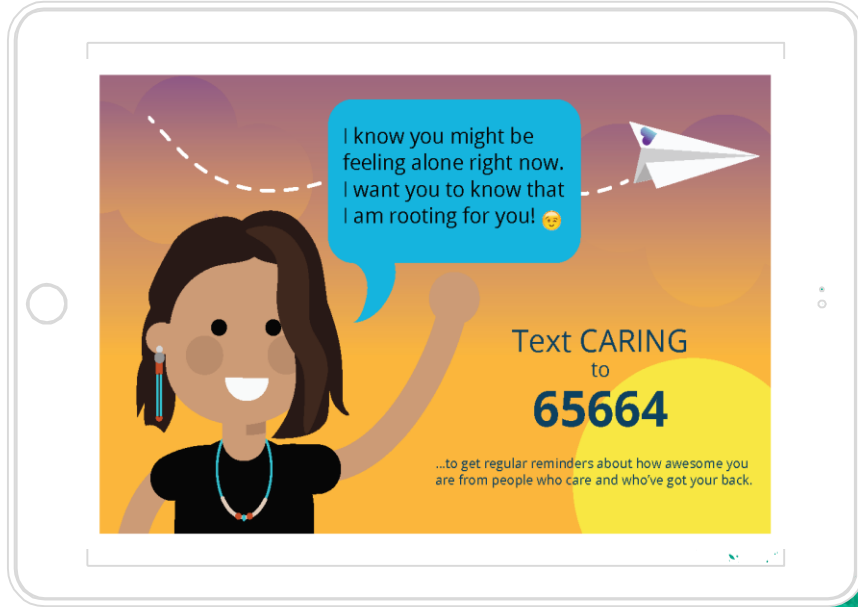 I know you might be
feeling alone right now.
I want you to know that
I am rooting for you! 😉
Text CARING
to
65664
...to get regular reminders about how awesome you
are from people who care and who've got your back.